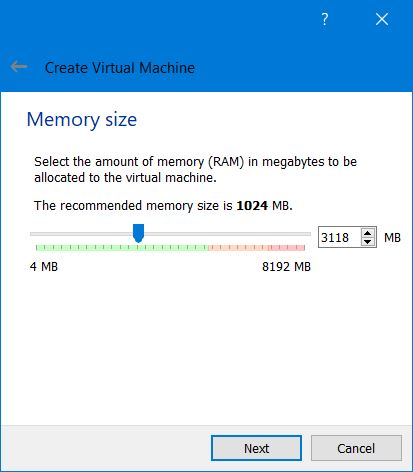 ?
Create Virtual Machine
Memory size
Select the amount of memory (RAM) in megabytes to be
allocated to the virtual machine.
The recommended memory size is 1024 MB.
3118 MB
4 MB 8192 MB
Next Cancel